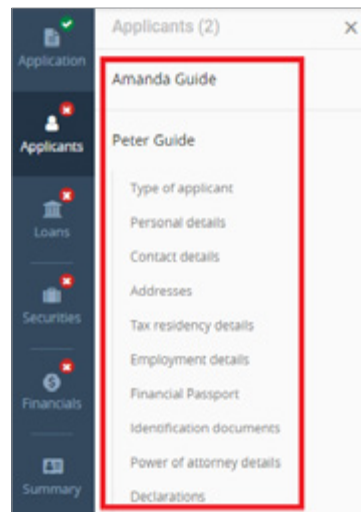 Application
Applicants
Loans
Securities
Financials
Summary
Applicants (2)
Amanda Guide
Peter Guide
Type of applicant
Personal details
Contact details
Addresses
Tax residency details
Employment details
Financial Passport
Identification documents
Power of attorney details
Declarations